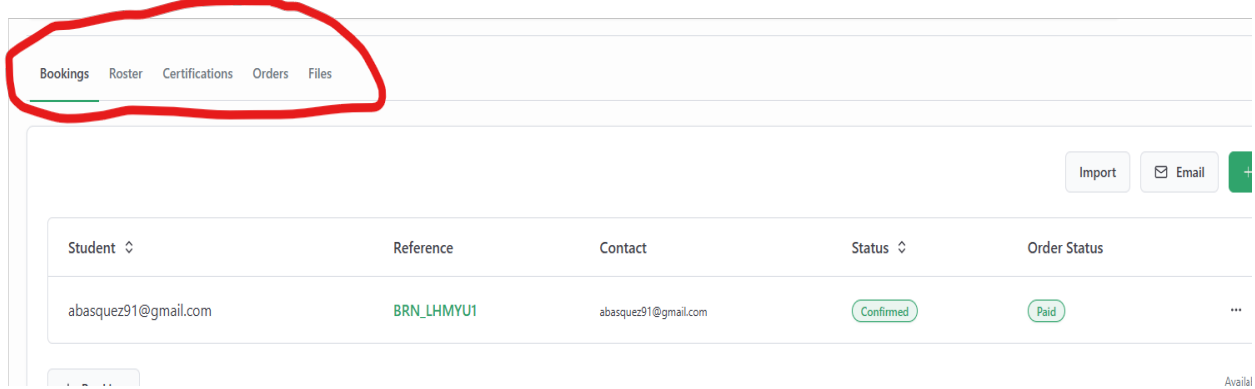 Bookings Roster Certifications Orders Files
Import Email
Student Reference Contact Status Order Status
abasquez91@gmail.com BRN_LHMYU1 abasquez91@gmail.com Confirmed Paid ...